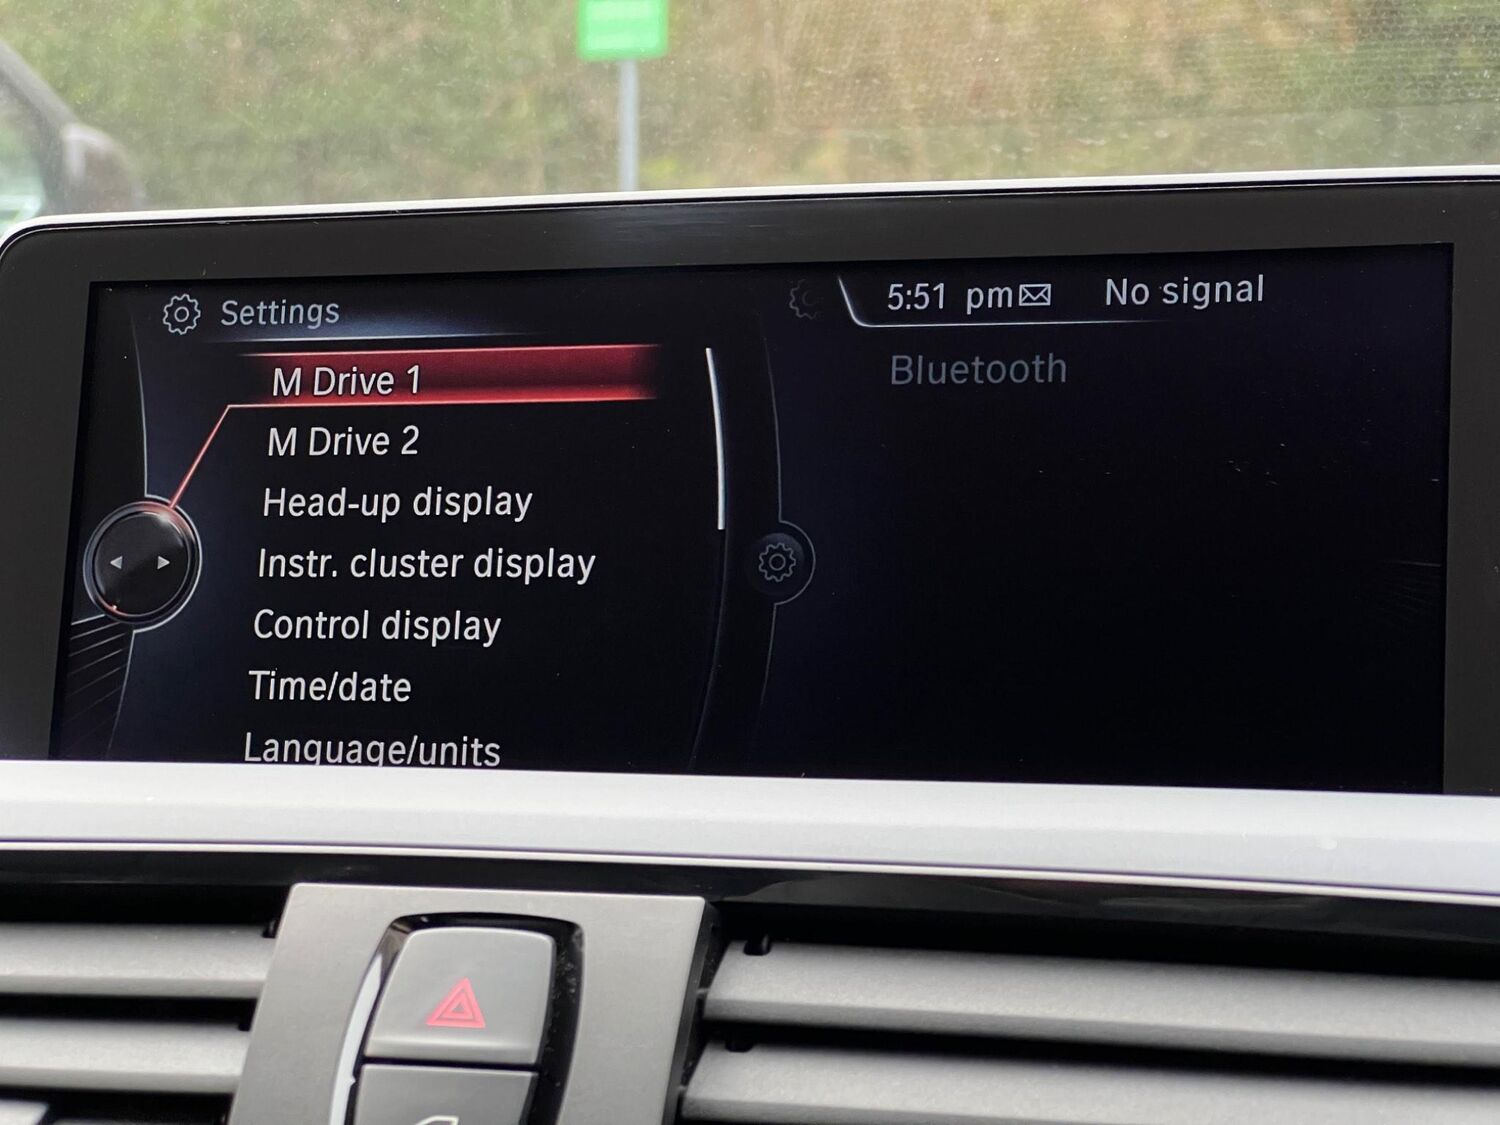 Settings
5:51 pm No signal
M Drive 1
Bluetooth
M Drive 2
Head-up display
Instr. cluster display
Control display
Time/date
Language/units